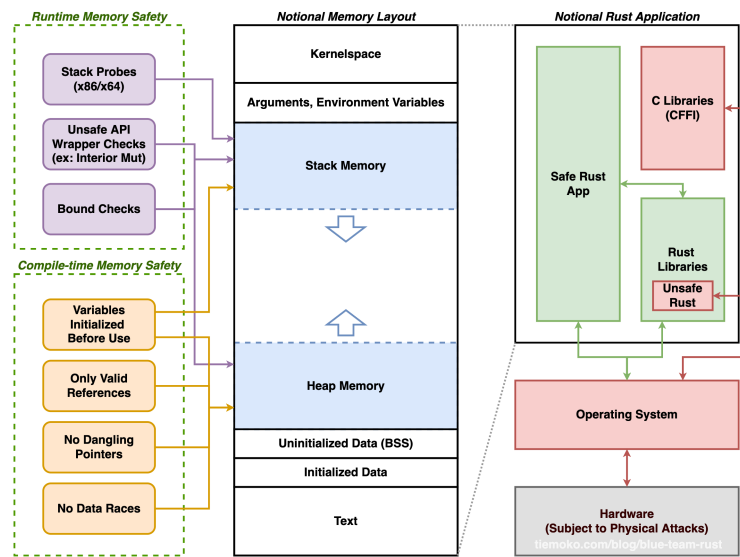 Runtime Memory Safety
Stack Probes
(x86/x64)
Unsafe API
Wrapper Checks
(ex: Interior Mut)
Bound Checks
Compile-time Memory Safety
Variables
Initialized
Before Use
Only Valid
References
No Dangling
Pointers
No Data Races
Notional Memory Layout
Kernelspace
Arguments, Environment Variables
Stack Memory
Heap Memory
Uninitialized Data (BSS)
Initialized Data
Text
Notional Rust Application
Safe Rust
App
C Libraries
(CFFI)
Rust
Libraries
Unsafe
Rust
Operating System
Hardware
(Subject to Physical Attacks)
tiemoko.com/blog/blue-team-rust